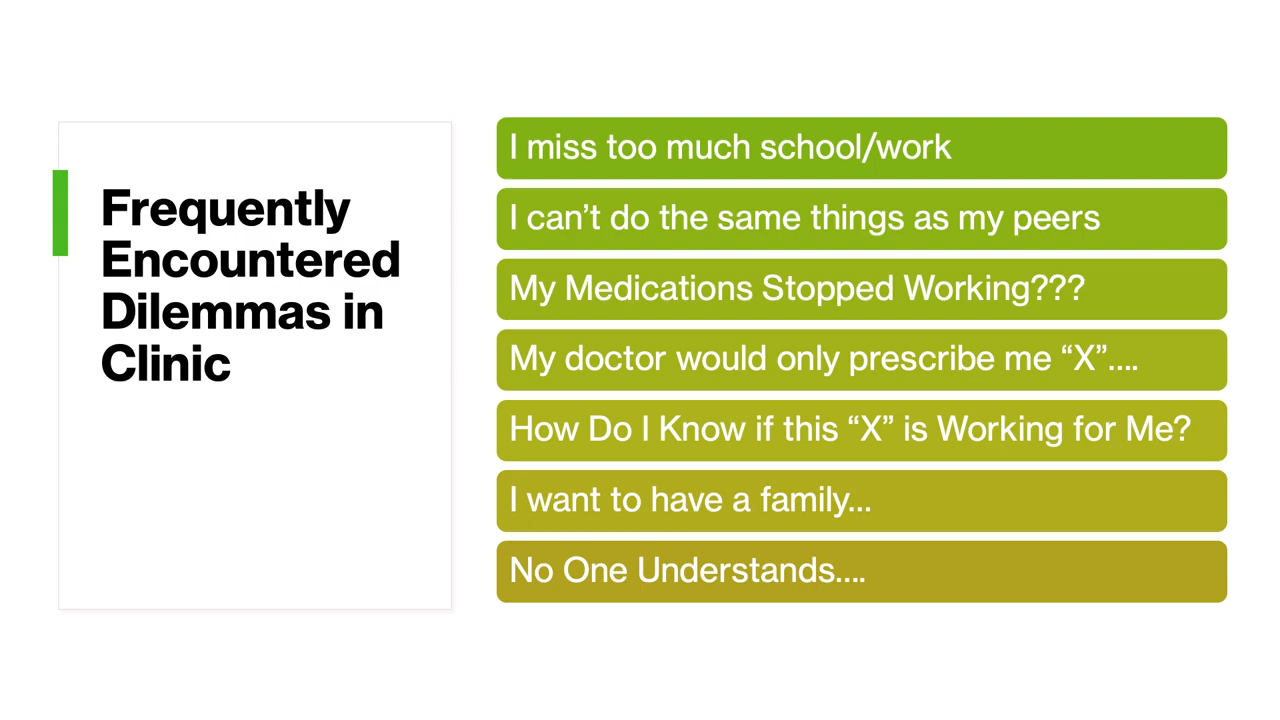 Frequently
Encountered
Dilemmas in
Clinic
I miss too much school/work
I can’t do the same things as my peers
My Medications Stopped Working???
My doctor would only prescribe me “X”....
How Do I Know if this “X” is Working for Me?
I want to have a family...
No One Understands....